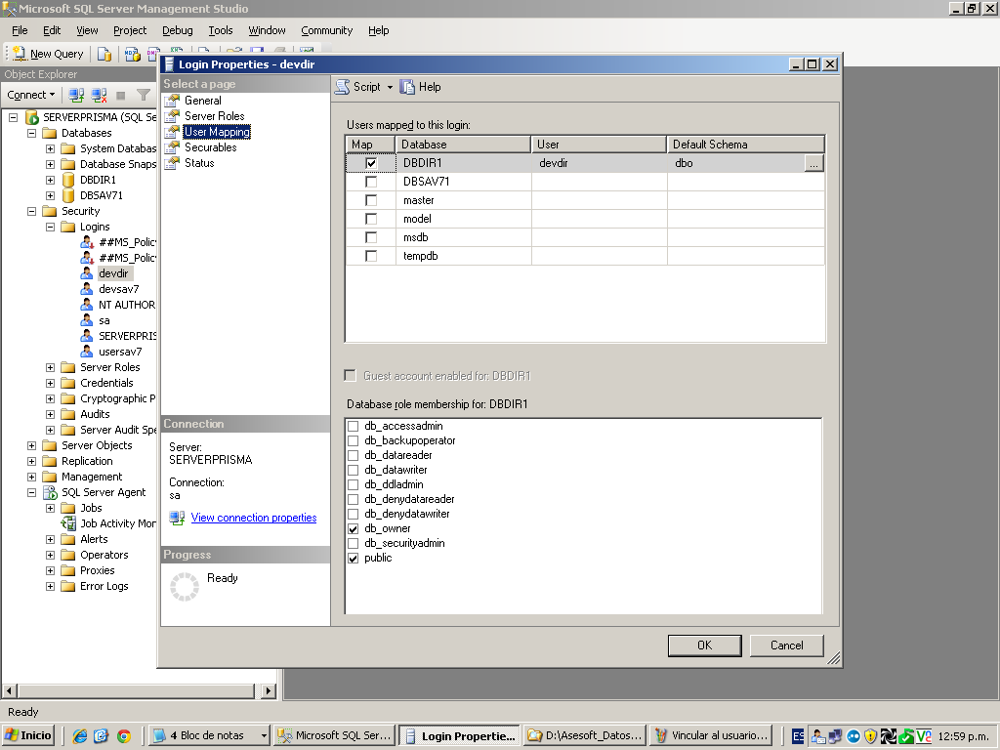 Microsoft SQL Server Management Studio
File Edit View Project Debug Tools Window Community Help
New Query
Object Explorer
Connect
SERVERPRISMA (SQL Se
Databases
System Databas
Database Snaps
DBDIR1
DBSAV71
Security
Logins
##MS_Policy
##MS_Policy
devdir
devsav7
NT AUTHOR
sa
SERVERPRIS
usersav7
Server Roles
Credentials
Cryptographic P
Audits
Server Audit Spe
Server Objects
Replication
Management
SQL Server Agent
Jobs
Job Activity Mon
Alerts
Operators
Proxies
Error Logs
Login Properties - devdir
Select a page
General
Server Roles
User Mapping
Securables
Status
Connection
Server:
SERVERPRISMA
Connection:
sa
View connection properties
Progress
Ready
Script Help
Users mapped to this login:
Map Database User Default Schema
DBDIR1 devdir dbo ...
DBSAV71
master
model
msdb
tempdb
Guest account enabled for: DBDIR1
Database role membership for: DBDIR1
db_accessadmin
db_backupoperator
db_datareader
db_datawriter
db_ddladmin
db_denydatareader
db_denydatawriter
db_owner
db_securityadmin
public
OK Cancel
Ready
Inicio 4 Bloc de notas Microsoft SQL Ser... Login Propertie... D:\Asesoft_Datos... Vincular al usuario... ES 12:59 p.m.